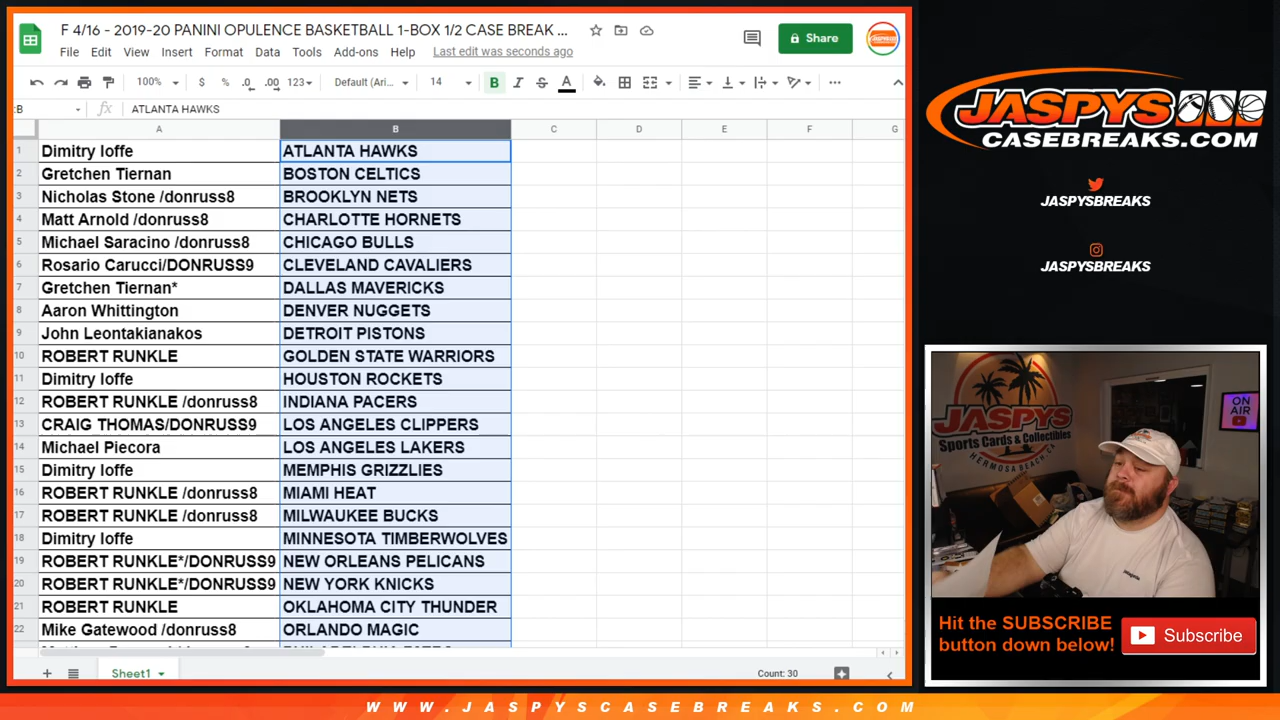 F 4/16 - 2019-20 PANINI OPULENCE BASKETBALL 1-BOX 1/2 CASE BREAK ...
Share
File Edit View Insert Format Data Tools Add-ons Help Last edit was seconds ago
100% $ % .0 .00 123 Default (Ari... 14 B I S A
:B fx ATLANTA HAWKS
A B C D E F G
1 Dimitry Ioffe ATLANTA HAWKS
2 Gretchen Tiernan BOSTON CELTICS
3 Nicholas Stone /donruss8 BROOKLYN NETS
4 Matt Arnold /donruss8 CHARLOTTE HORNETS
5 Michael Saracino /donruss8 CHICAGO BULLS
6 Rosario Carucci/DONRUSS9 CLEVELAND CAVALIERS
7 Gretchen Tiernan* DALLAS MAVERICKS
8 Aaron Whittington DENVER NUGGETS
9 John Leontakianakos DETROIT PISTONS
10 ROBERT RUNKLE GOLDEN STATE WARRIORS
11 Dimitry Ioffe HOUSTON ROCKETS
12 ROBERT RUNKLE /donruss8 INDIANA PACERS
13 CRAIG THOMAS/DONRUSS9 LOS ANGELES CLIPPERS
14 Michael Piecora LOS ANGELES LAKERS
15 Dimitry Ioffe MEMPHIS GRIZZLIES
16 ROBERT RUNKLE /donruss8 MIAMI HEAT
17 ROBERT RUNKLE /donruss8 MILWAUKEE BUCKS
18 Dimitry Ioffe MINNESOTA TIMBERWOLVES
19 ROBERT RUNKLE*/DONRUSS9 NEW ORLEANS PELICANS
20 ROBERT RUNKLE*/DONRUSS9 NEW YORK KNICKS
21 ROBERT RUNKLE OKLAHOMA CITY THUNDER
22 Mike Gatewood /donruss8 ORLANDO MAGIC
Sheet1
Count: 30
JASPYS
CASEBREAKS.COM
JASPYSBREAKS
JASPYSBREAKS
JASPYS
Sports Cards & Collectibles
HERMOSA BEACH, CA
ON
AIR
Hit the SUBSCRIBE
button down below!
Subscribe
WWW.JASPYSCASEBREAKS.COM